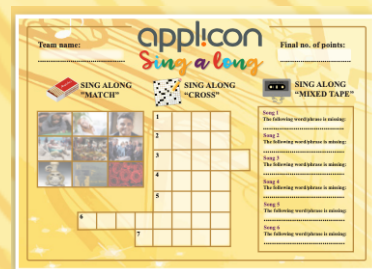 applicon
Team name:
Final no. of points:
Sing a long
SING ALONG
"MATCH"
SING ALONG
"CROSS"
SING ALONG
"MIXED TAPE"
1
2
3
4
5
6
7
Song 1
The following word/phrase is missing:
Song 2
The following word/phrase is missing:
Song 3
The following word/phrase is missing:
Song 4
The following word/phrase is missing:
Song 5
The following word/phrase is missing:
Song 6
The following word/phrase is missing: